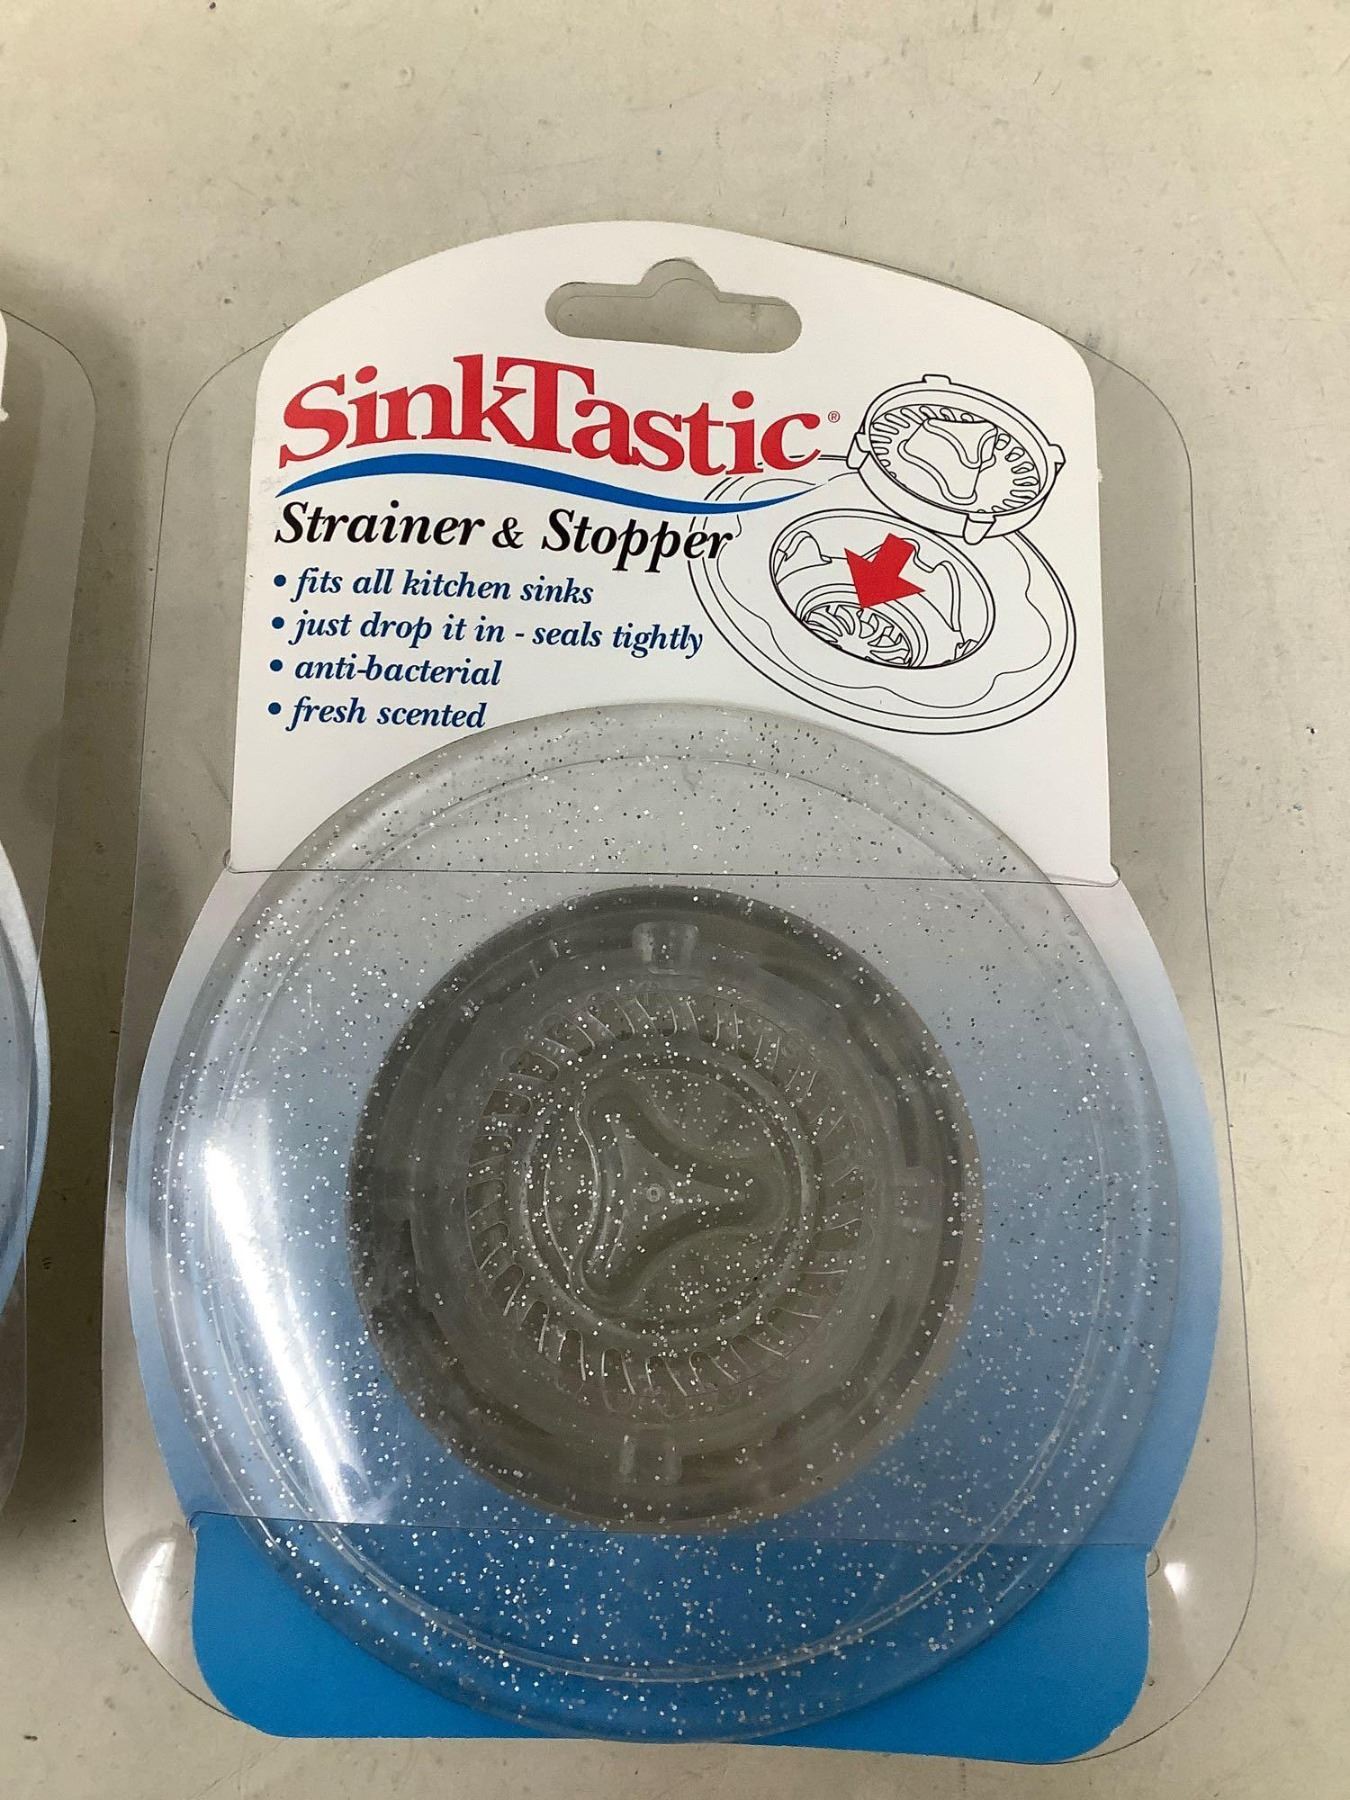 SinkTastic®
Strainer & Stopper
• fits all kitchen sinks
• just drop it in - seals tightly
• anti-bacterial
• fresh scented